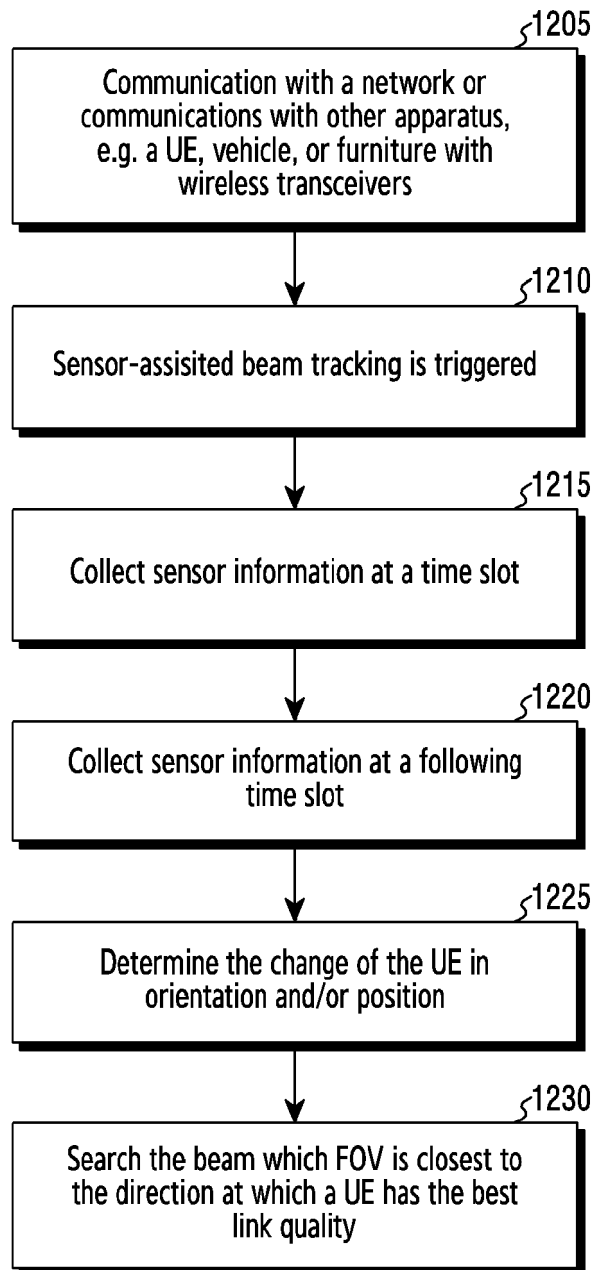 1205
Communication with a network or
communications with other apparatus,
e.g. a UE, vehicle, or furniture with
wireless transceivers
1210
Sensor-assisited beam tracking is triggered
1215
Collect sensor information at a time slot
1220
Collect sensor information at a following
time slot
1225
Determine the change of the UE in
orientation and/or position
1230
Search the beam which FOV is closest to
the direction at which a UE has the best
link quality